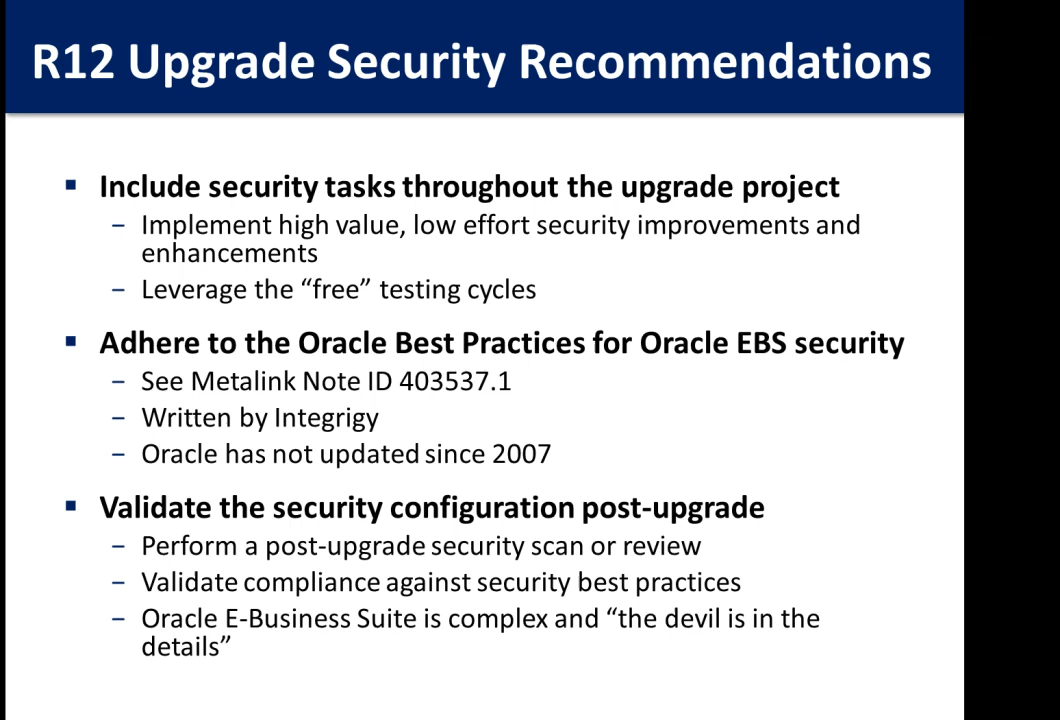 R12 Upgrade Security Recommendations
▪ Include security tasks throughout the upgrade project
– Implement high value, low effort security improvements and
enhancements
– Leverage the “free” testing cycles
▪ Adhere to the Oracle Best Practices for Oracle EBS security
– See Metalink Note ID 403537.1
– Written by Integrigy
– Oracle has not updated since 2007
▪ Validate the security configuration post-upgrade
– Perform a post-upgrade security scan or review
– Validate compliance against security best practices
– Oracle E-Business Suite is complex and “the devil is in the
details”